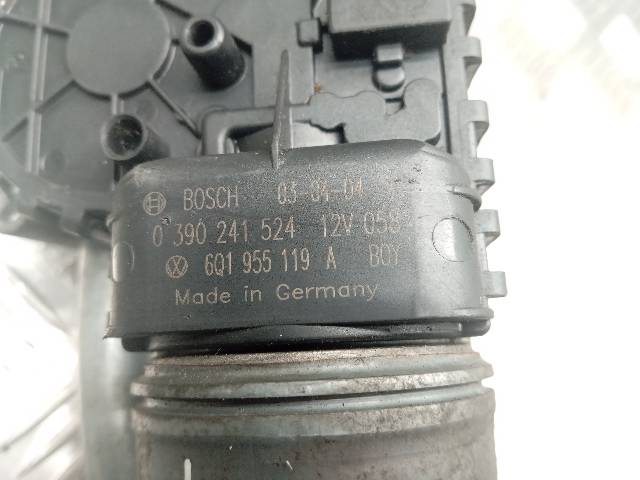 BOSCH 03-04-04
0 390 241 524 12V 058
6Q1 955 119 A BOY
Made in Germany